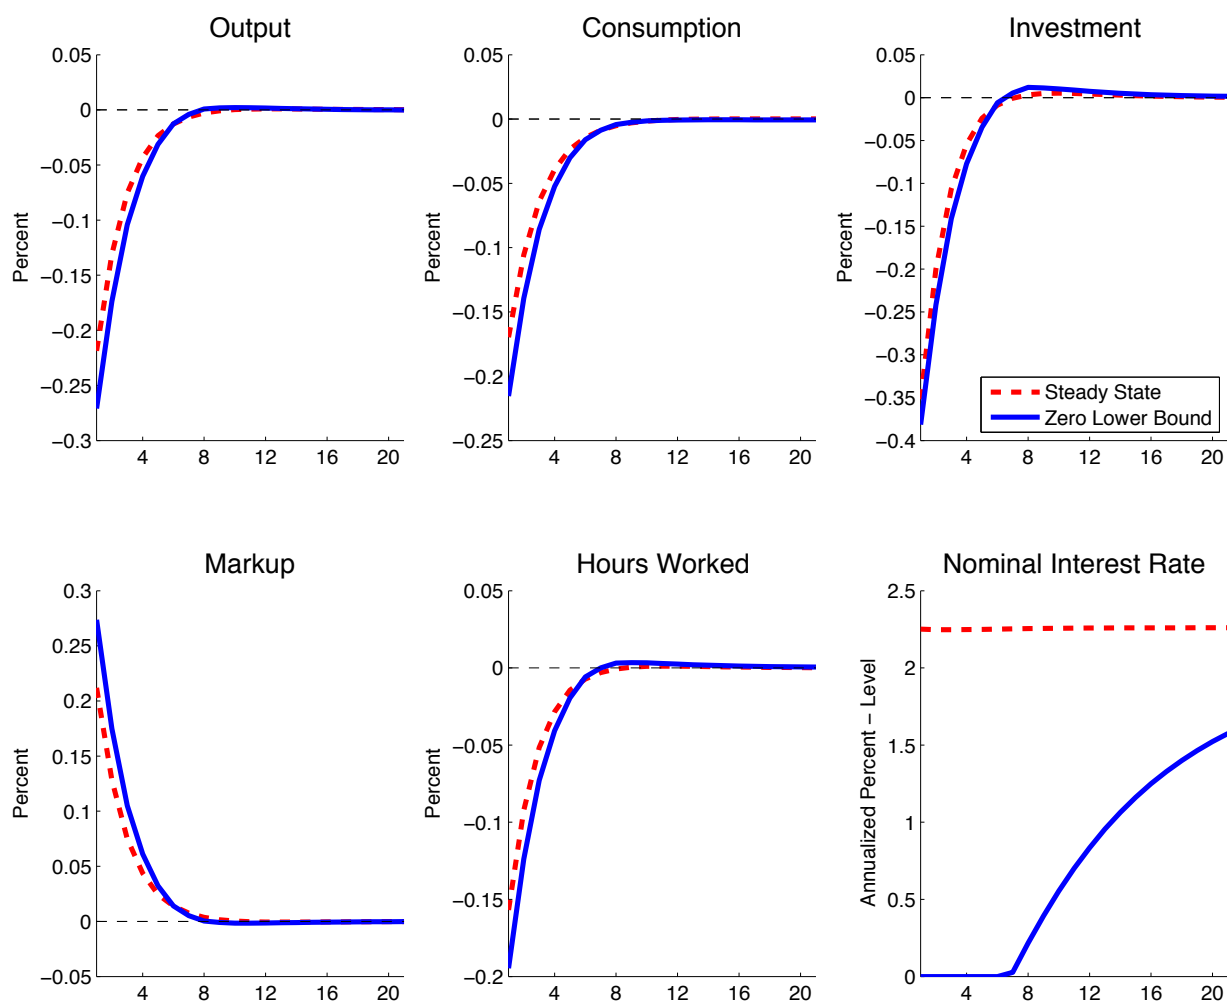 Output
Percent
0.05
0
−0.05
−0.1
−0.15
−0.2
−0.25
−0.3
4 8 12 16 20
Consumption
Percent
0.05
0
−0.05
−0.1
−0.15
−0.2
−0.25
4 8 12 16 20
Investment
Percent
0.05
0
−0.05
−0.1
−0.15
−0.2
−0.25
−0.3
−0.35
−0.4
Steady State
Zero Lower Bound
4 8 12 16 20
Markup
Percent
0.3
0.25
0.2
0.15
0.1
0.05
0
−0.05
4 8 12 16 20
Hours Worked
Percent
0.05
0
−0.05
−0.1
−0.15
−0.2
4 8 12 16 20
Nominal Interest Rate
Annualized Percent − Level
2.5
2
1.5
1
0.5
0
4 8 12 16 20